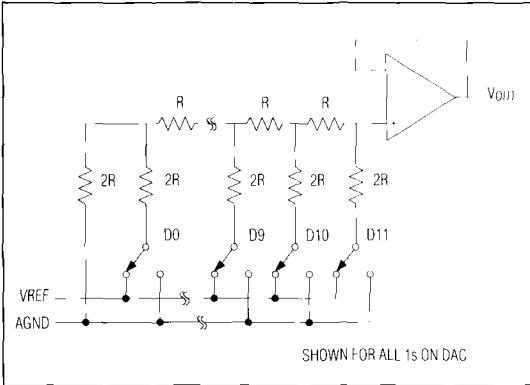 R R R
VOUT
2R 2R 2R 2R 2R
D0 D9 D10 D11
VREF
AGND
SHOWN FOR ALL 1s ON DAC